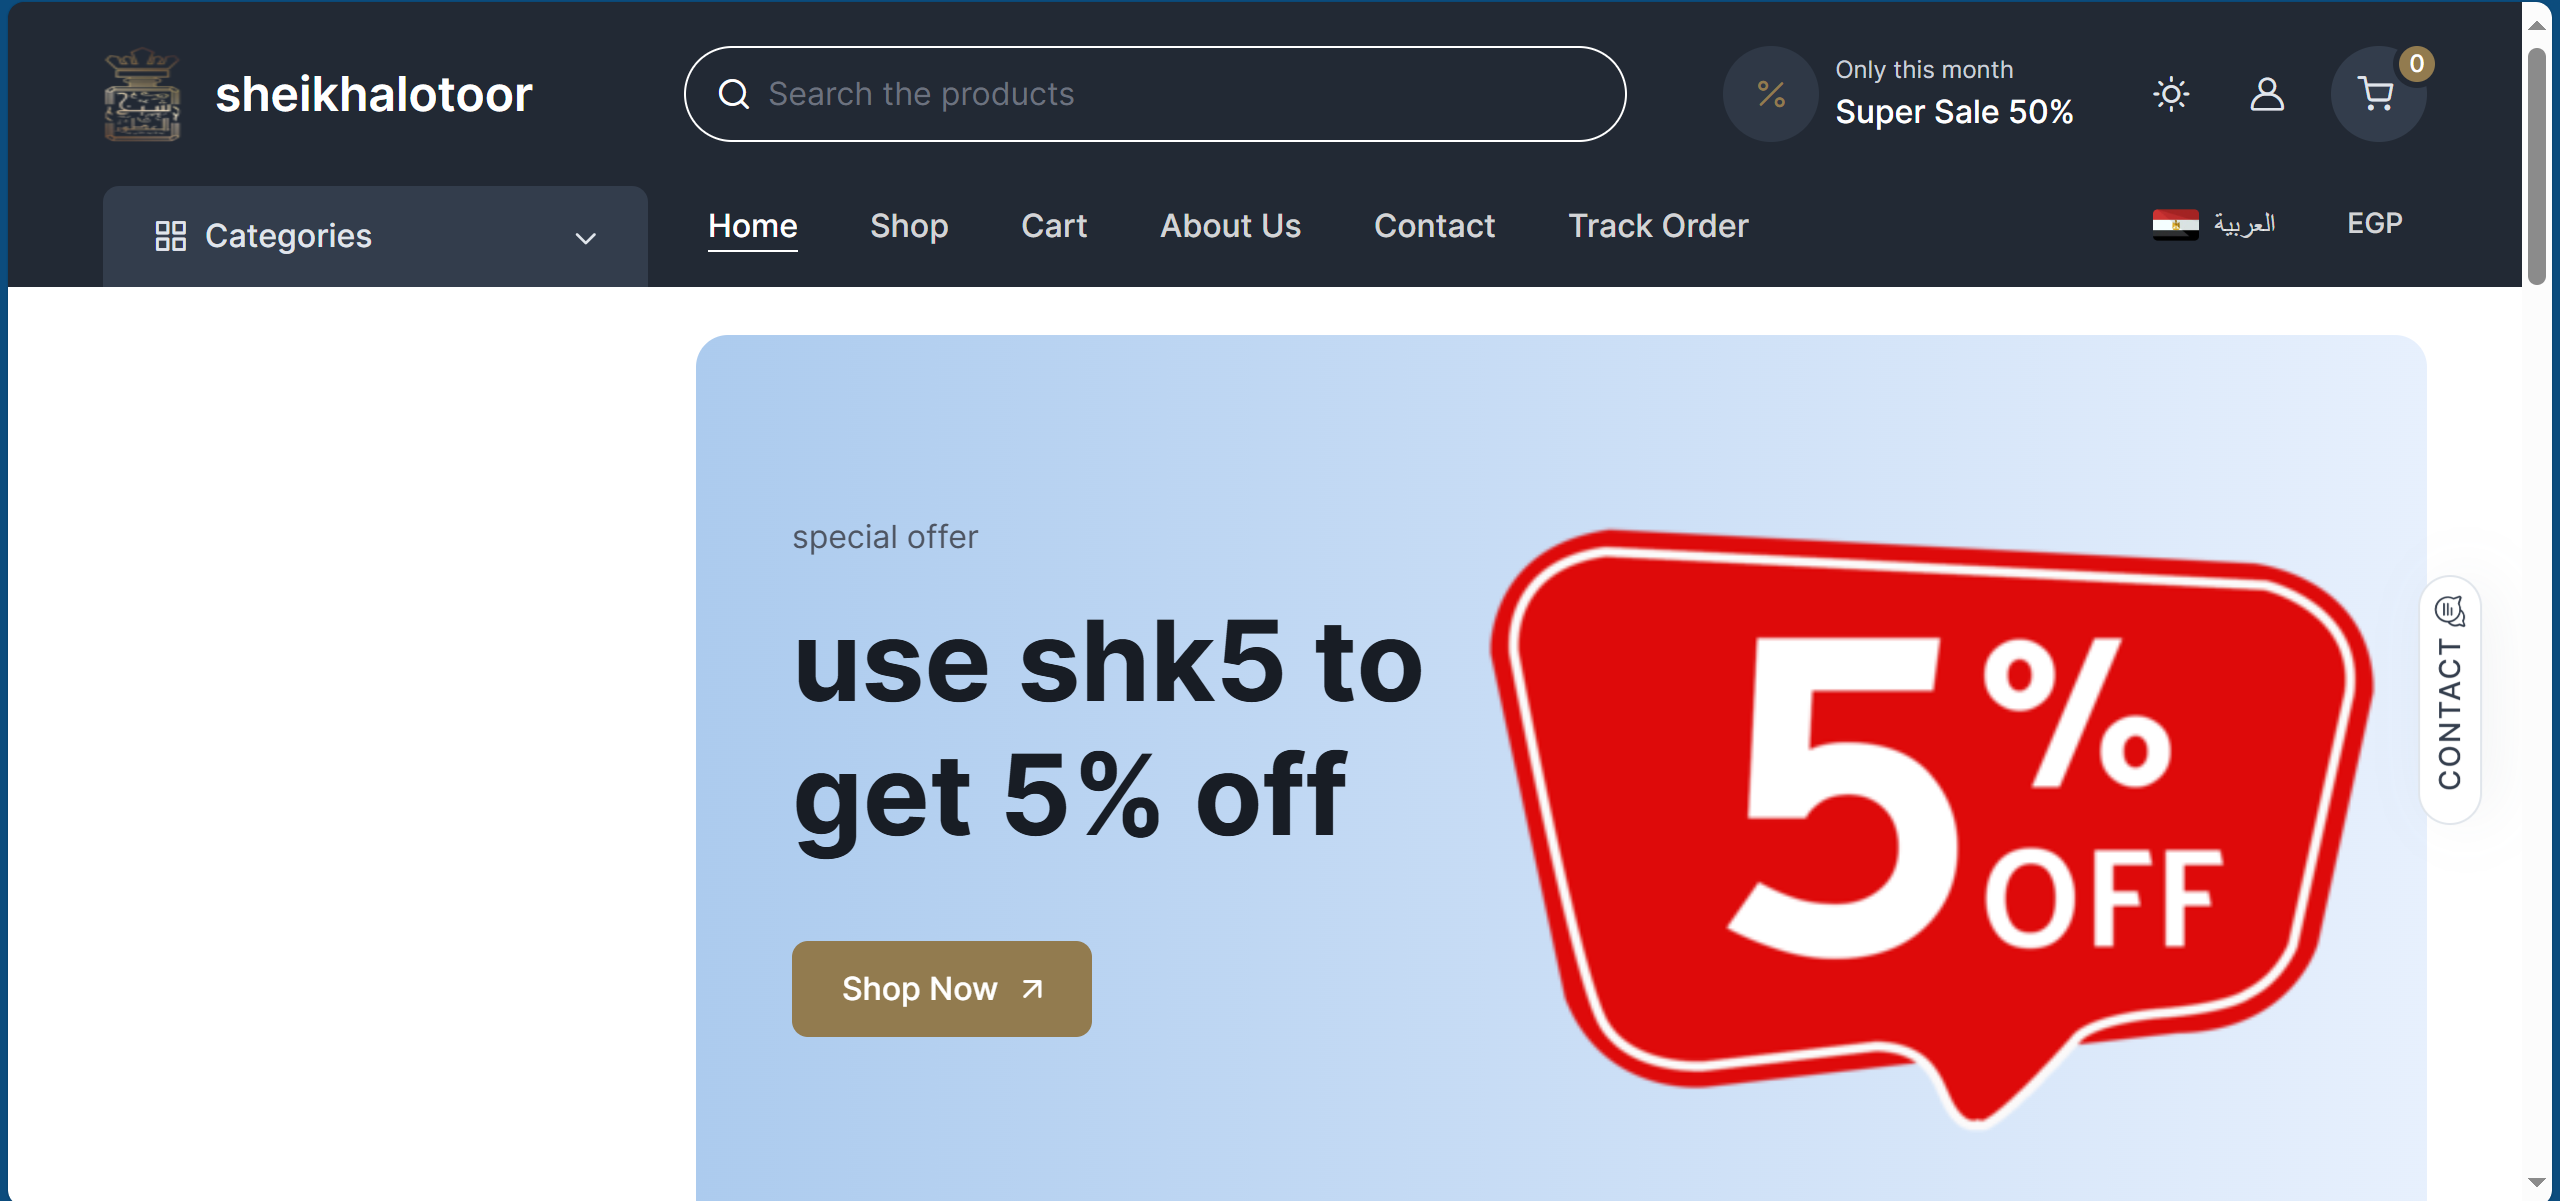 sheikhalotoor
Search the products
Only this month
Super Sale 50%
0
Categories
Home
Shop
Cart
About Us
Contact
Track Order
العربية
EGP
special offer
use shk5 to
get 5% off
Shop Now
5%
OFF
CONTACT